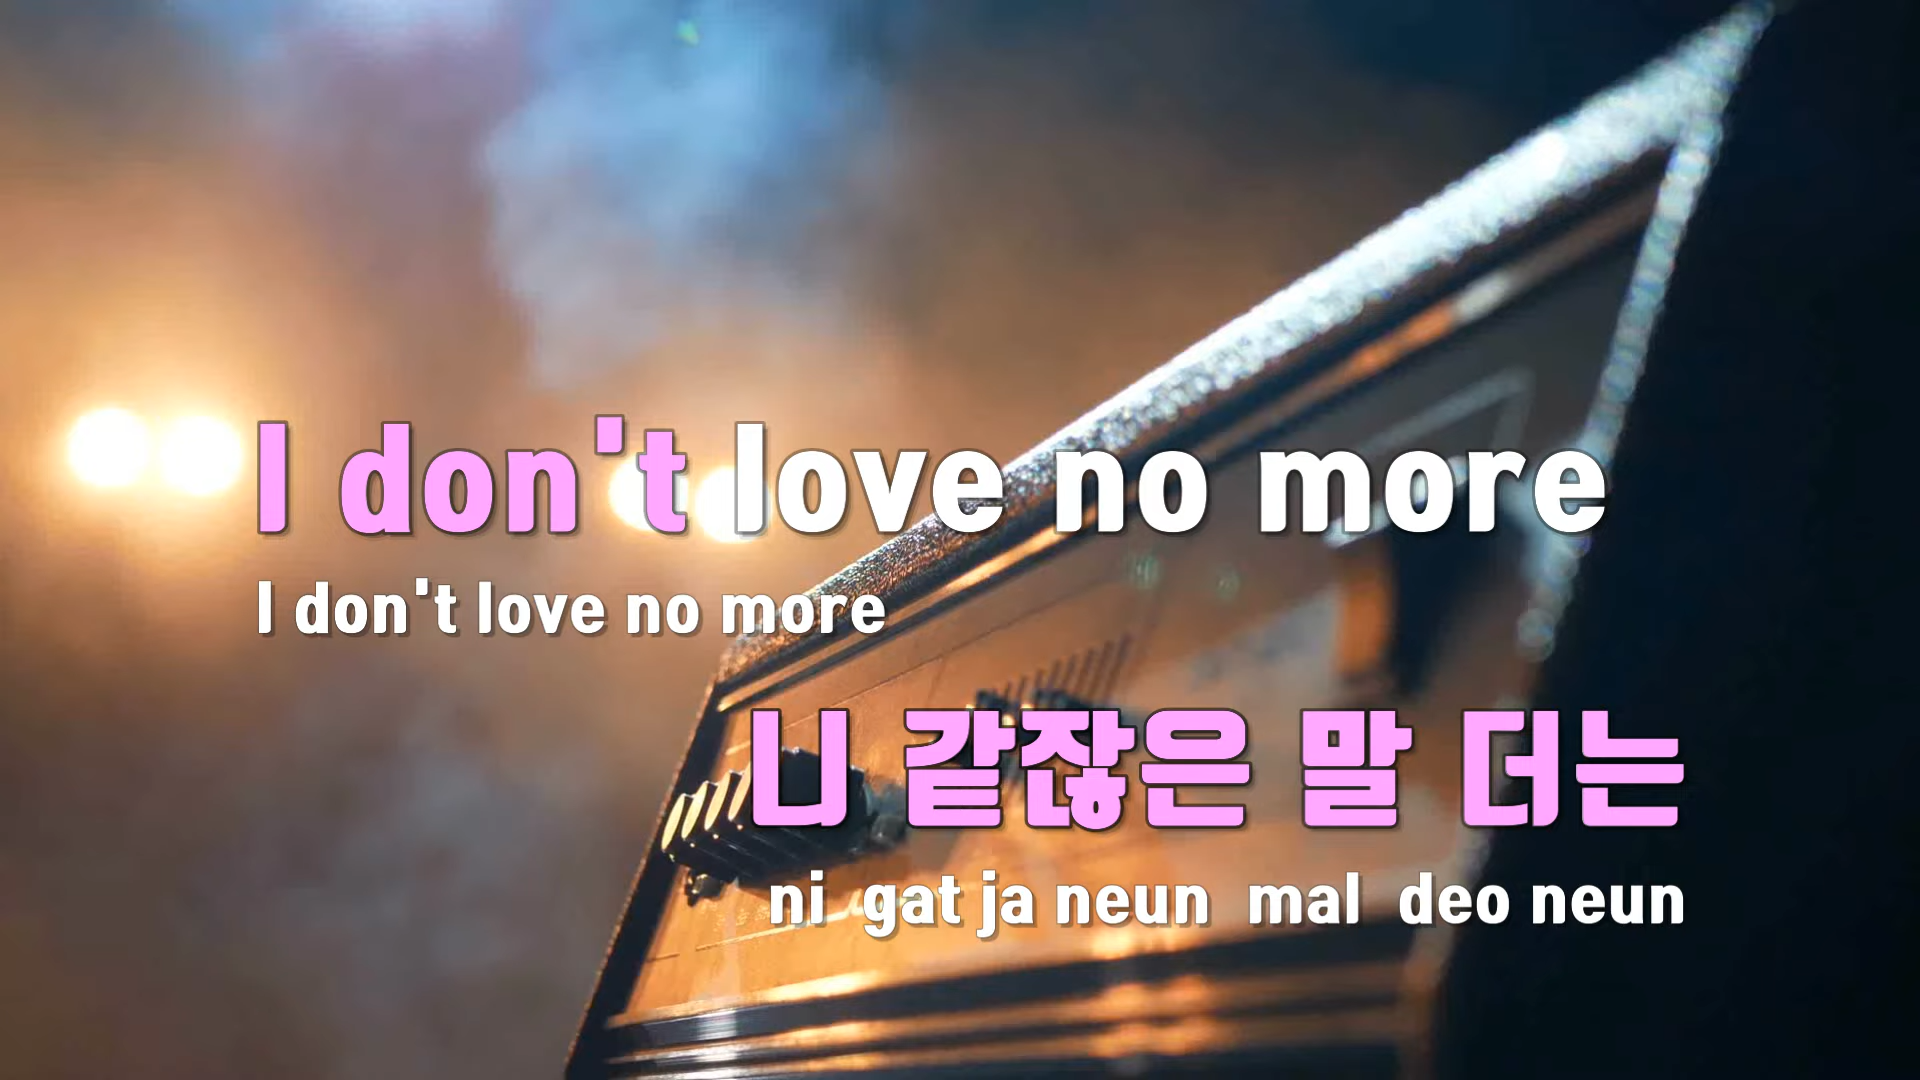 I don't love no more
I don't love no more
니 같잖은 말 더는
ni gat ja neun mal deo neun